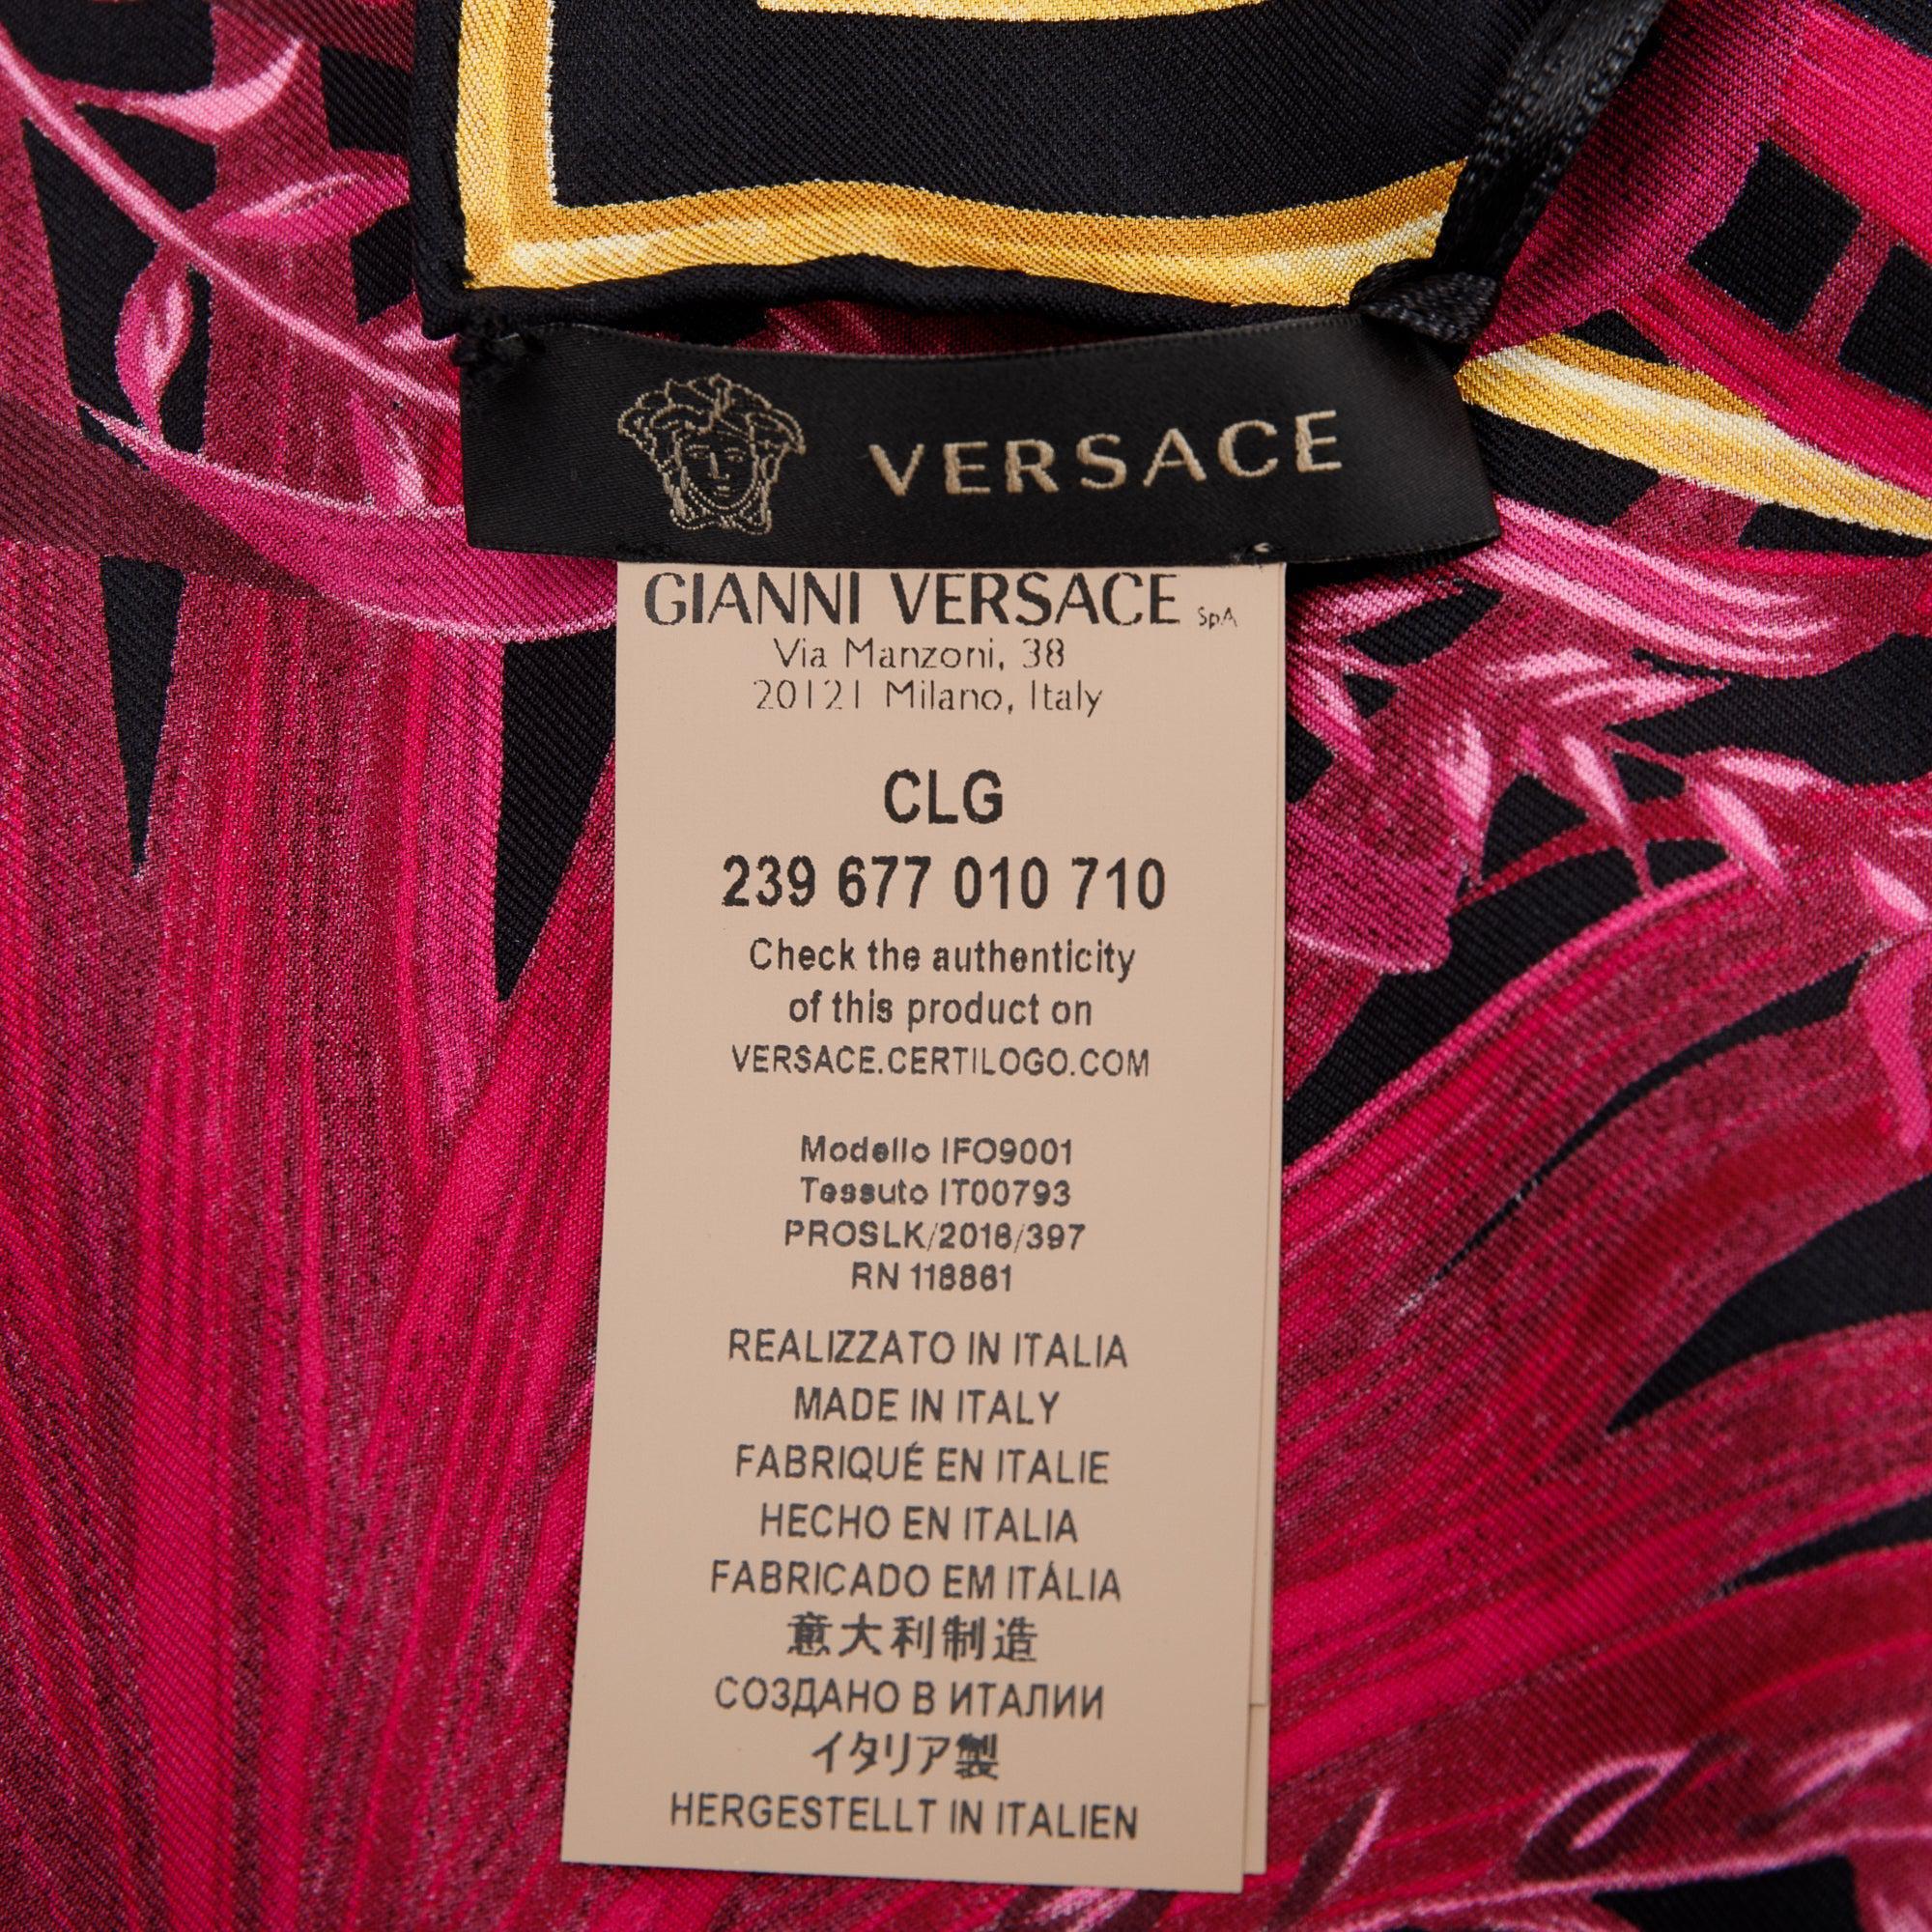 VERSACE
GIANNI VERSACE SpA
Via Manzoni, 38
20121 Milano, Italy
CLG
239 677 010 710
Check the authenticity
of this product on
VERSACE.CERTILOGO.COM
Modello IFO9001
Tessuto IT00793
PROSLK/2018/397
RN 118861
REALIZZATO IN ITALIA
MADE IN ITALY
FABRIQUÉ EN ITALIE
HECHO EN ITALIA
FABRICADO EM ITÁLIA
意大利制造
СОЗДАНО В ИТАЛИИ
イタリア製
HERGESTELLT IN ITALIEN